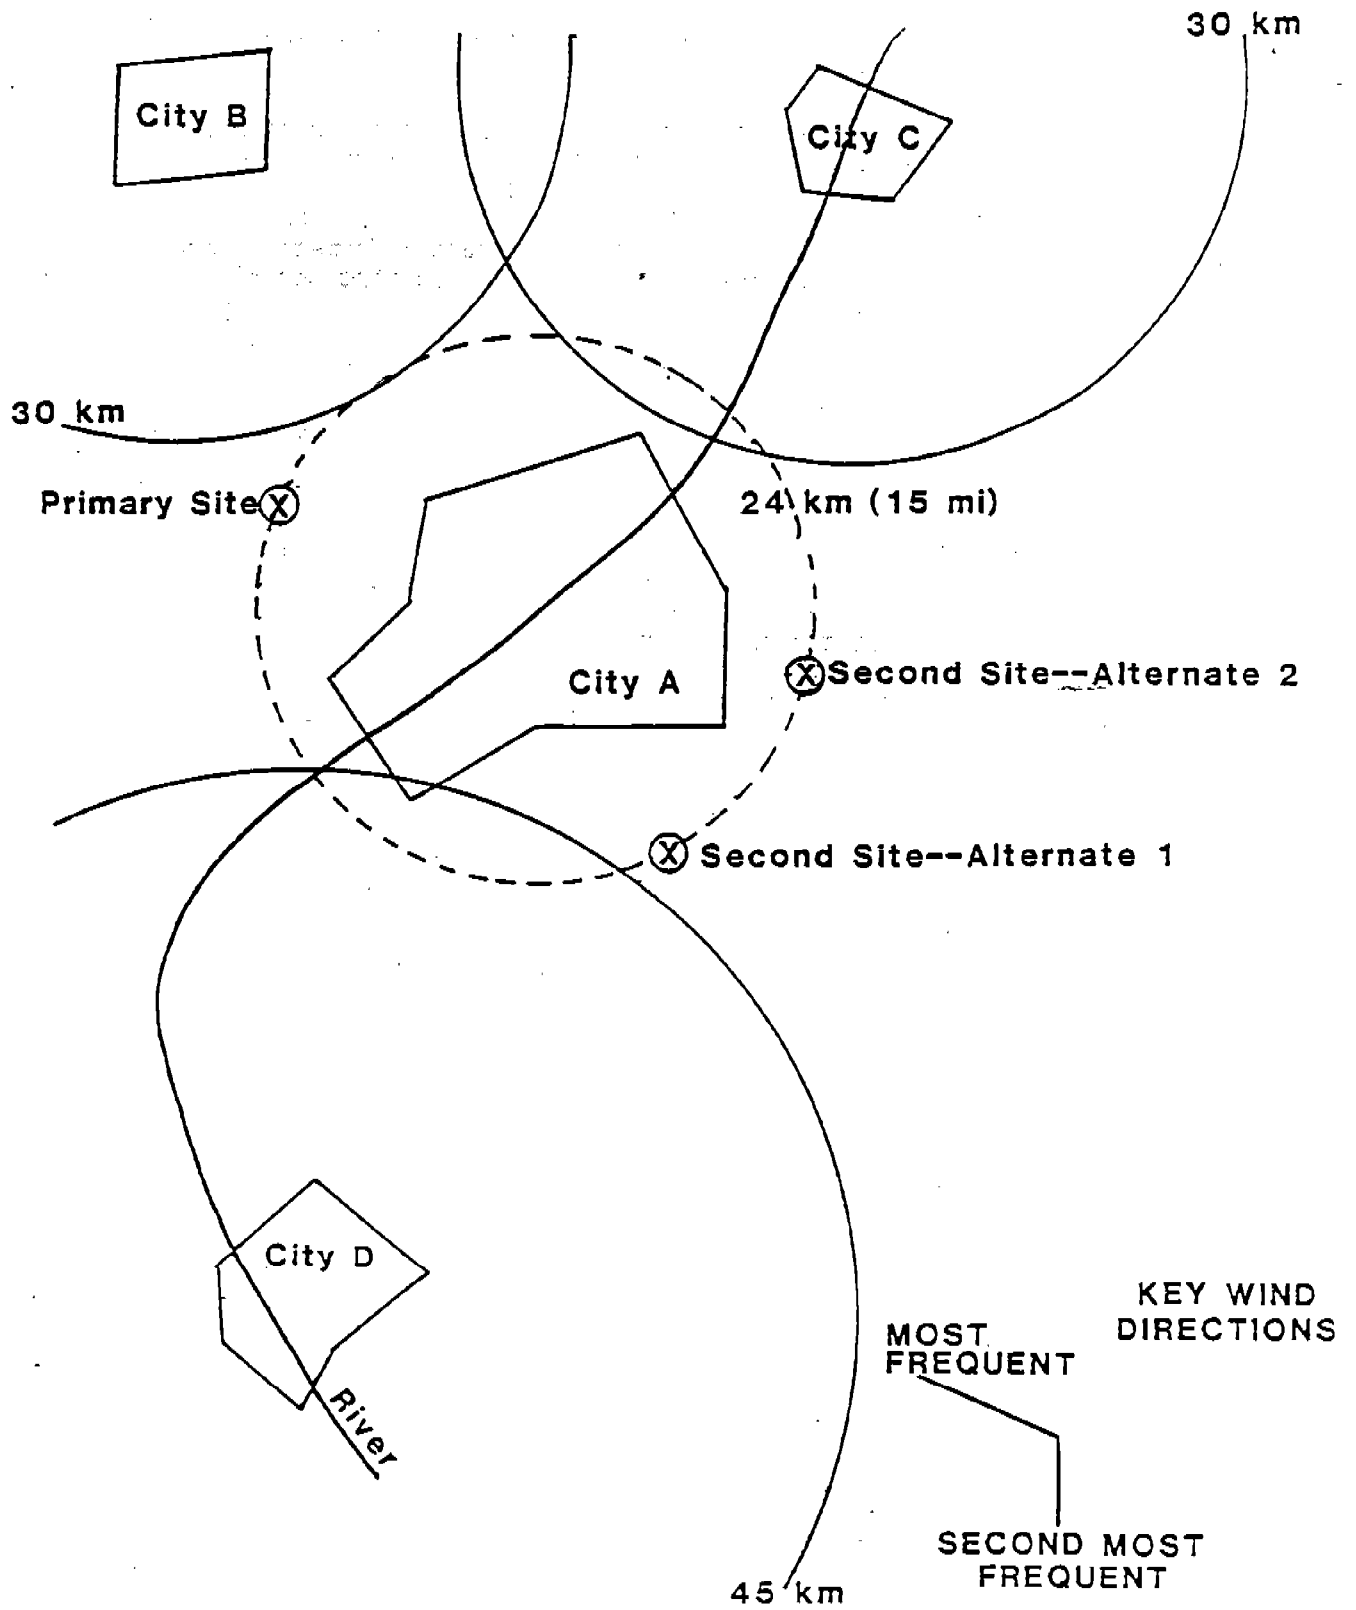 30 km
City B
City C
30 km
Primary Site X
24 km (15 mi)
City A
X Second Site--Alternate 2
X Second Site--Alternate 1
City D
River
KEY WIND
DIRECTIONS
MOST
FREQUENT
SECOND MOST
FREQUENT
45 km